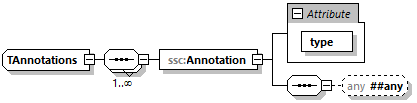 Attribute
type
TAnnotations
ssc:Annotation
1..∞
any ##any